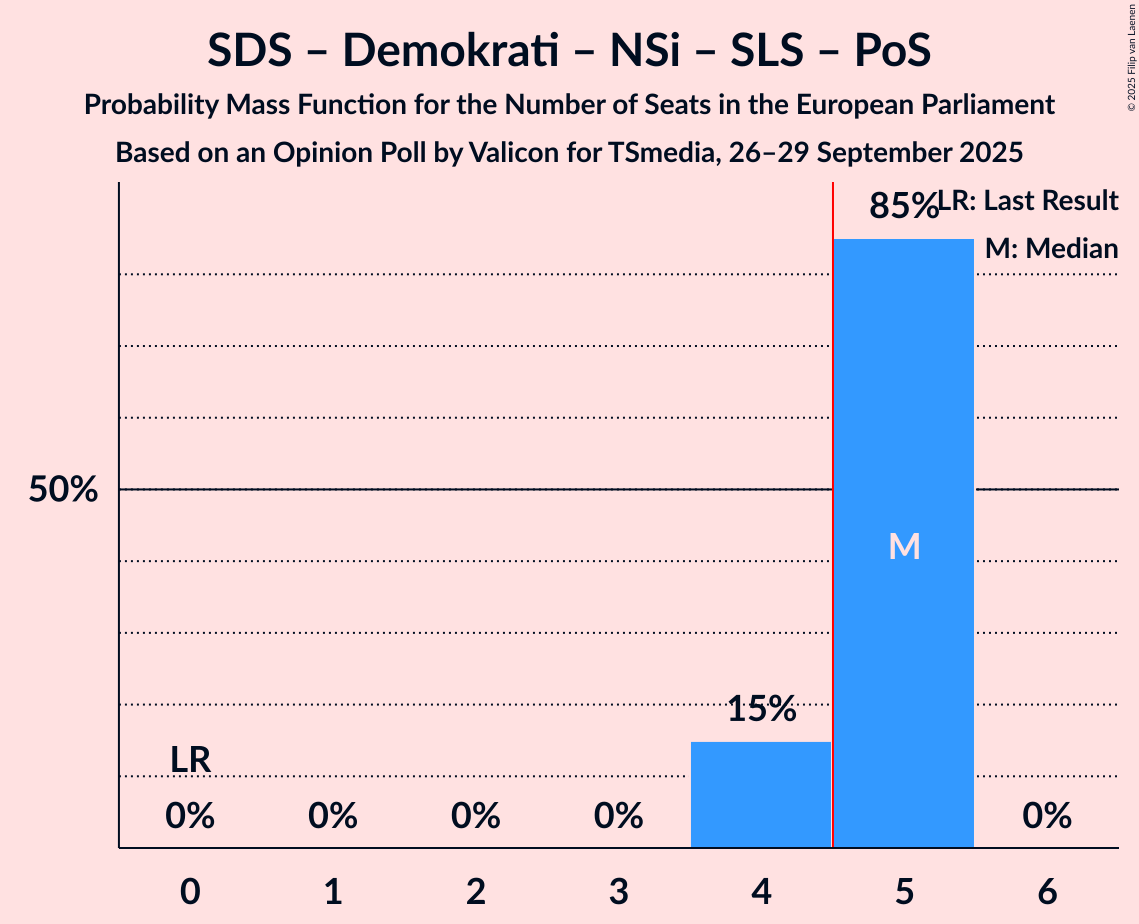 SDS – Demokrati – NSi – SLS – PoS
Probability Mass Function for the Number of Seats in the European Parliament
Based on an Opinion Poll by Valicon for TSmedia, 26–29 September 2025
© 2025 Filip van Laenen
85%
LR: Last Result
M: Median
50%
M
15%
LR
0% 0% 0% 0% 0%
0 1 2 3 4 5 6